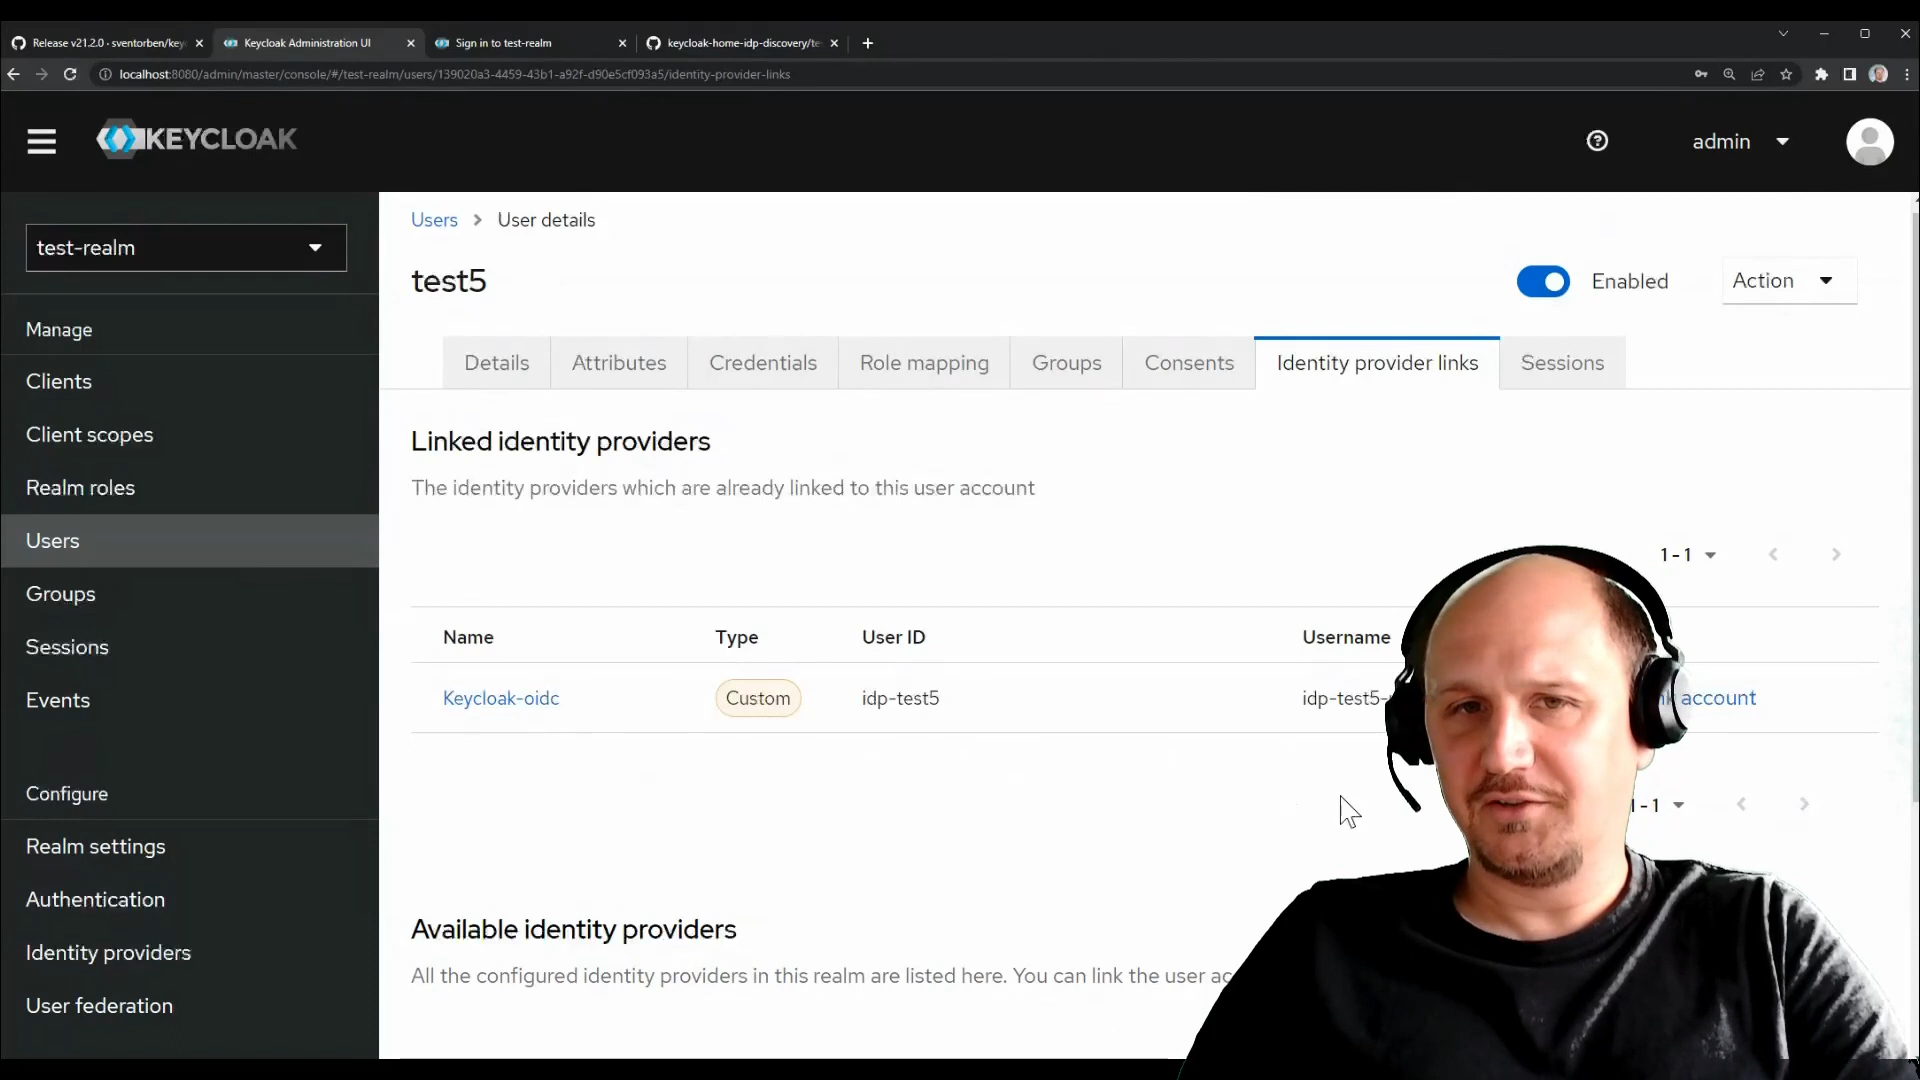 Release v21.2.0 · sventorben/key
Keycloak Administration UI
Sign in to test-realm
keycloak-home-idp-discovery/te
localhost:8080/admin/master/console/#/test-realm/users/139020a3-4459-43b1-a92f-d90e5cf093a5/identity-provider-links
KEYCLOAK
admin
test-realm
Manage
Clients
Client scopes
Realm roles
Users
Groups
Sessions
Events
Configure
Realm settings
Authentication
Identity providers
User federation
Users > User details
test5
Enabled
Action
Details
Attributes
Credentials
Role mapping
Groups
Consents
Identity provider links
Sessions
Linked identity providers
The identity providers which are already linked to this user account
1 - 1
Name Type User ID Username
Keycloak-oidc Custom idp-test5 idp-test5- account
1 - 1
Available identity providers
All the configured identity providers in this realm are listed here. You can link the user ac